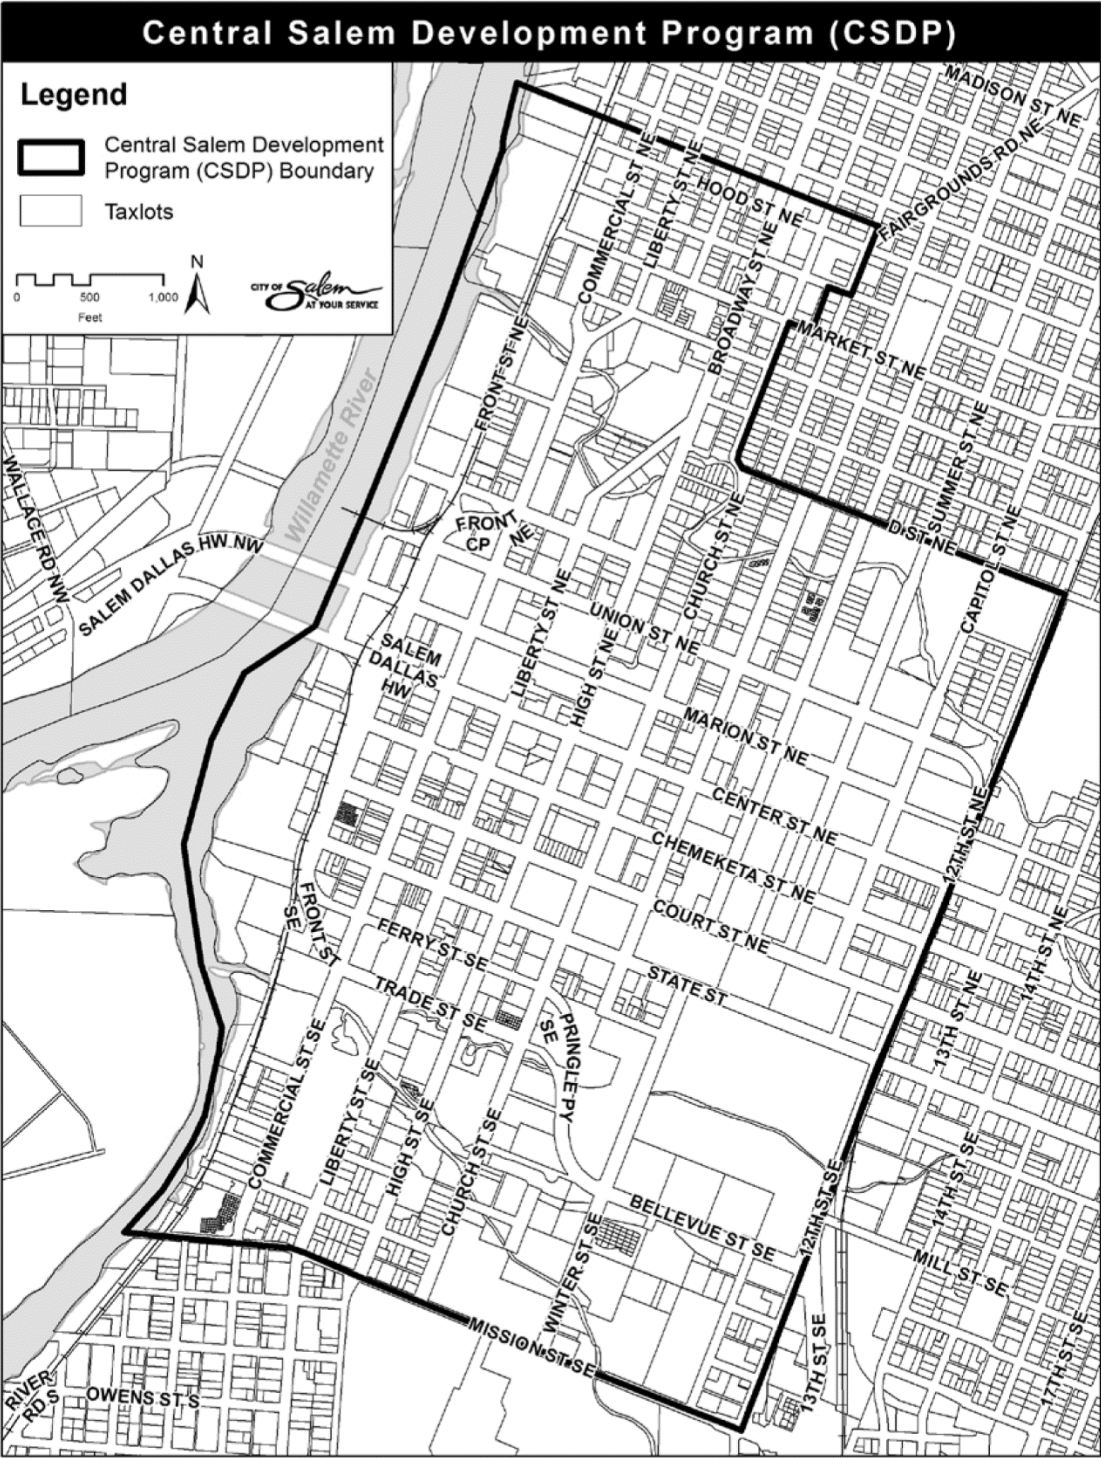 Central Salem Development Program (CSDP)
Legend
Central Salem Development
Program (CSDP) Boundary
Taxlots
N
0 500 1,000
Feet
CITY OF Salem
AT YOUR SERVICE
MADISON ST NE
FAIRGROUNDS RD NE
COMMERCIAL ST NE
LIBERTY ST NE
HOOD ST NE
BROADWAY ST NE
MARKET ST NE
FRONT ST NE
Willamette River
SUMMER ST NE
WALLACE RD NW
SALEM DALLAS HW NW
FRONT
CP
NE
CHURCH ST NE
D ST NE
CAPITOL ST NE
LIBERTY ST NE
UNION ST NE
HIGH ST NE
SALEM
DALLAS
HW
MARION ST NE
CENTER ST NE
12TH ST NE
CHEMEKETA ST NE
FRONT ST
SE
COURT ST NE
FERRY ST SE
STATE ST
14TH ST NE
13TH ST NE
TRADE ST SE
PRINGLE PY
SE
COMMERCIAL ST SE
LIBERTY ST SE
HIGH ST SE
CHURCH ST SE
12TH ST SE
14TH ST SE
BELLEVUE ST SE
WINTER ST SE
MILL ST SE
MISSION ST SE
13TH ST SE
17TH ST SE
RIVER
RD S
OWENS ST S